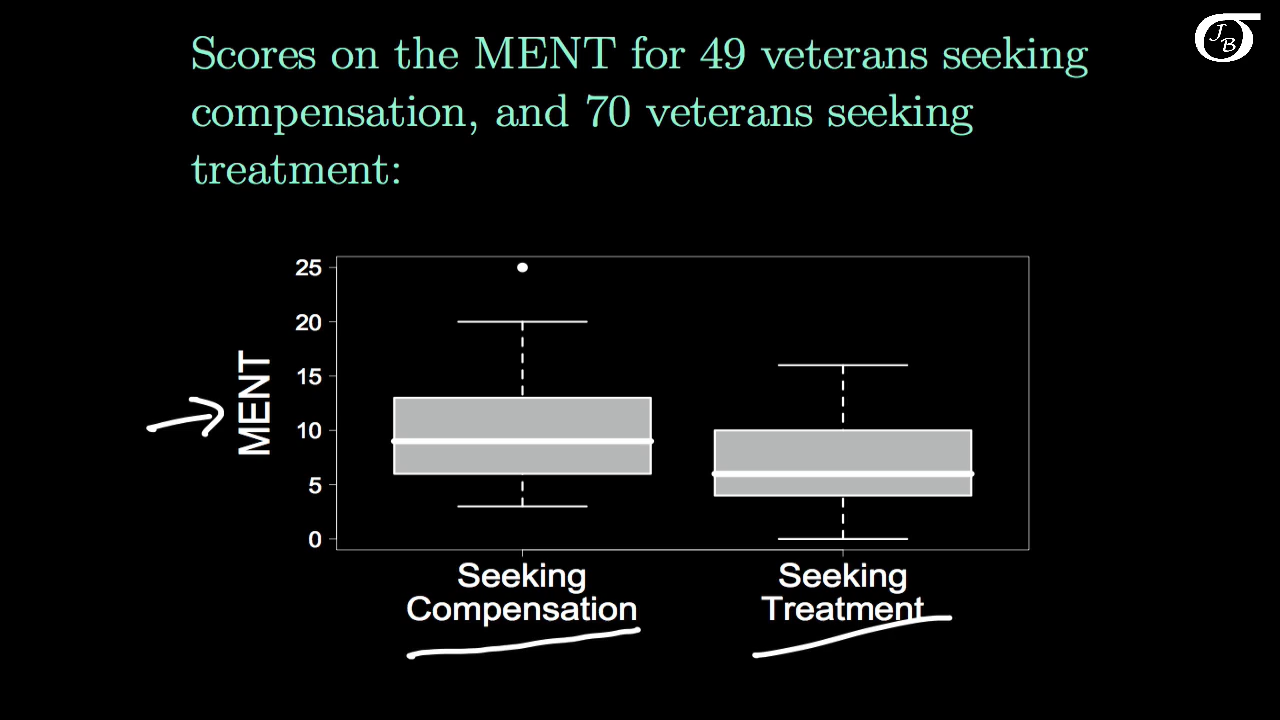 Scores on the MENT for 49 veterans seeking
compensation, and 70 veterans seeking
treatment:
J
B
25
20
15
10
5
0
MENT
Seeking
Compensation
Seeking
Treatment